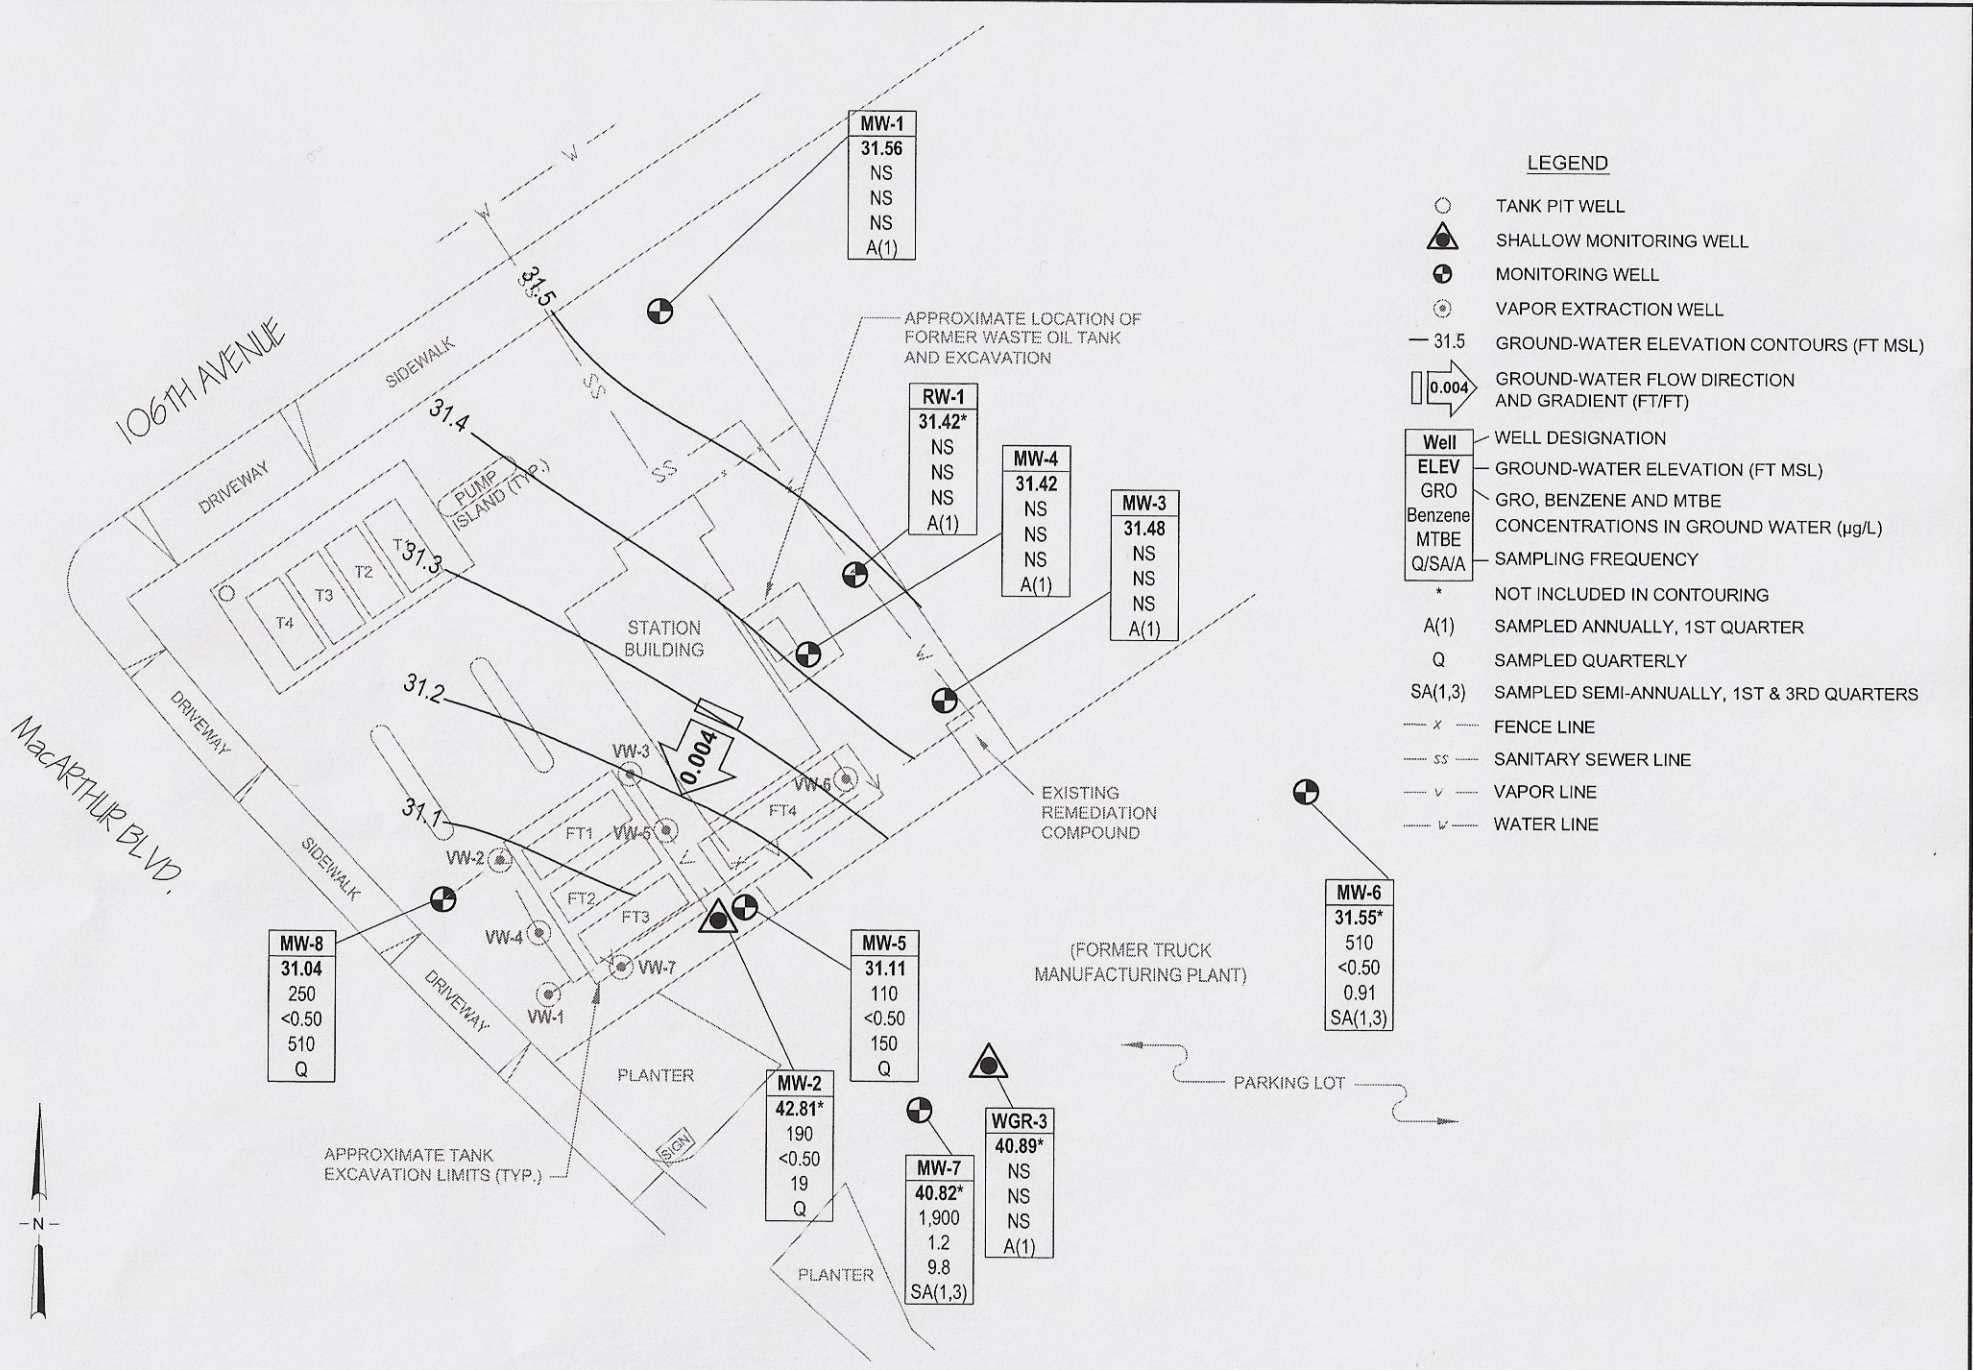 MW-1
31.56
NS
NS
NS
A(1)
W
W
31.5
SS
SS
106TH AVENUE
SIDEWALK
APPROXIMATE LOCATION OF
FORMER WASTE OIL TANK
AND EXCAVATION
RW-1
31.42*
NS
NS
NS
A(1)
MW-4
31.42
NS
NS
NS
A(1)
MW-3
31.48
NS
NS
NS
A(1)
31.4
DRIVEWAY
PUMP
ISLAND (TYP.)
31.3
T2
T3
T4
STATION
BUILDING
W
31.2
DRIVEWAY
MacARTHUR BLVD.
0.004
VW-3
VW-6
FT4
31.1
FT1
VW-5
VW-2
V
X
FT2
FT3
SIDEWALK
VW-4
VW-7
VW-1
DRIVEWAY
EXISTING
REMEDIATION
COMPOUND
MW-8
31.04
250
<0.50
510
Q
MW-5
31.11
110
<0.50
150
Q
(FORMER TRUCK
MANUFACTURING PLANT)
MW-6
31.55*
510
<0.50
0.91
SA(1,3)
PLANTER
PARKING LOT
MW-2
42.81*
190
<0.50
19
Q
WGR-3
40.89*
NS
NS
NS
A(1)
MW-7
40.82*
1,900
1.2
9.8
SA(1,3)
SIGN
APPROXIMATE TANK
EXCAVATION LIMITS (TYP.)
PLANTER
N
LEGEND
TANK PIT WELL
SHALLOW MONITORING WELL
MONITORING WELL
VAPOR EXTRACTION WELL
31.5 GROUND-WATER ELEVATION CONTOURS (FT MSL)
0.004 GROUND-WATER FLOW DIRECTION
AND GRADIENT (FT/FT)
Well WELL DESIGNATION
ELEV GROUND-WATER ELEVATION (FT MSL)
GRO
Benzene
MTBE
GRO, BENZENE AND MTBE
CONCENTRATIONS IN GROUND WATER (µg/L)
Q/SA/A SAMPLING FREQUENCY
* NOT INCLUDED IN CONTOURING
A(1) SAMPLED ANNUALLY, 1ST QUARTER
Q SAMPLED QUARTERLY
SA(1,3) SAMPLED SEMI-ANNUALLY, 1ST & 3RD QUARTERS
X FENCE LINE
SS SANITARY SEWER LINE
V VAPOR LINE
W WATER LINE